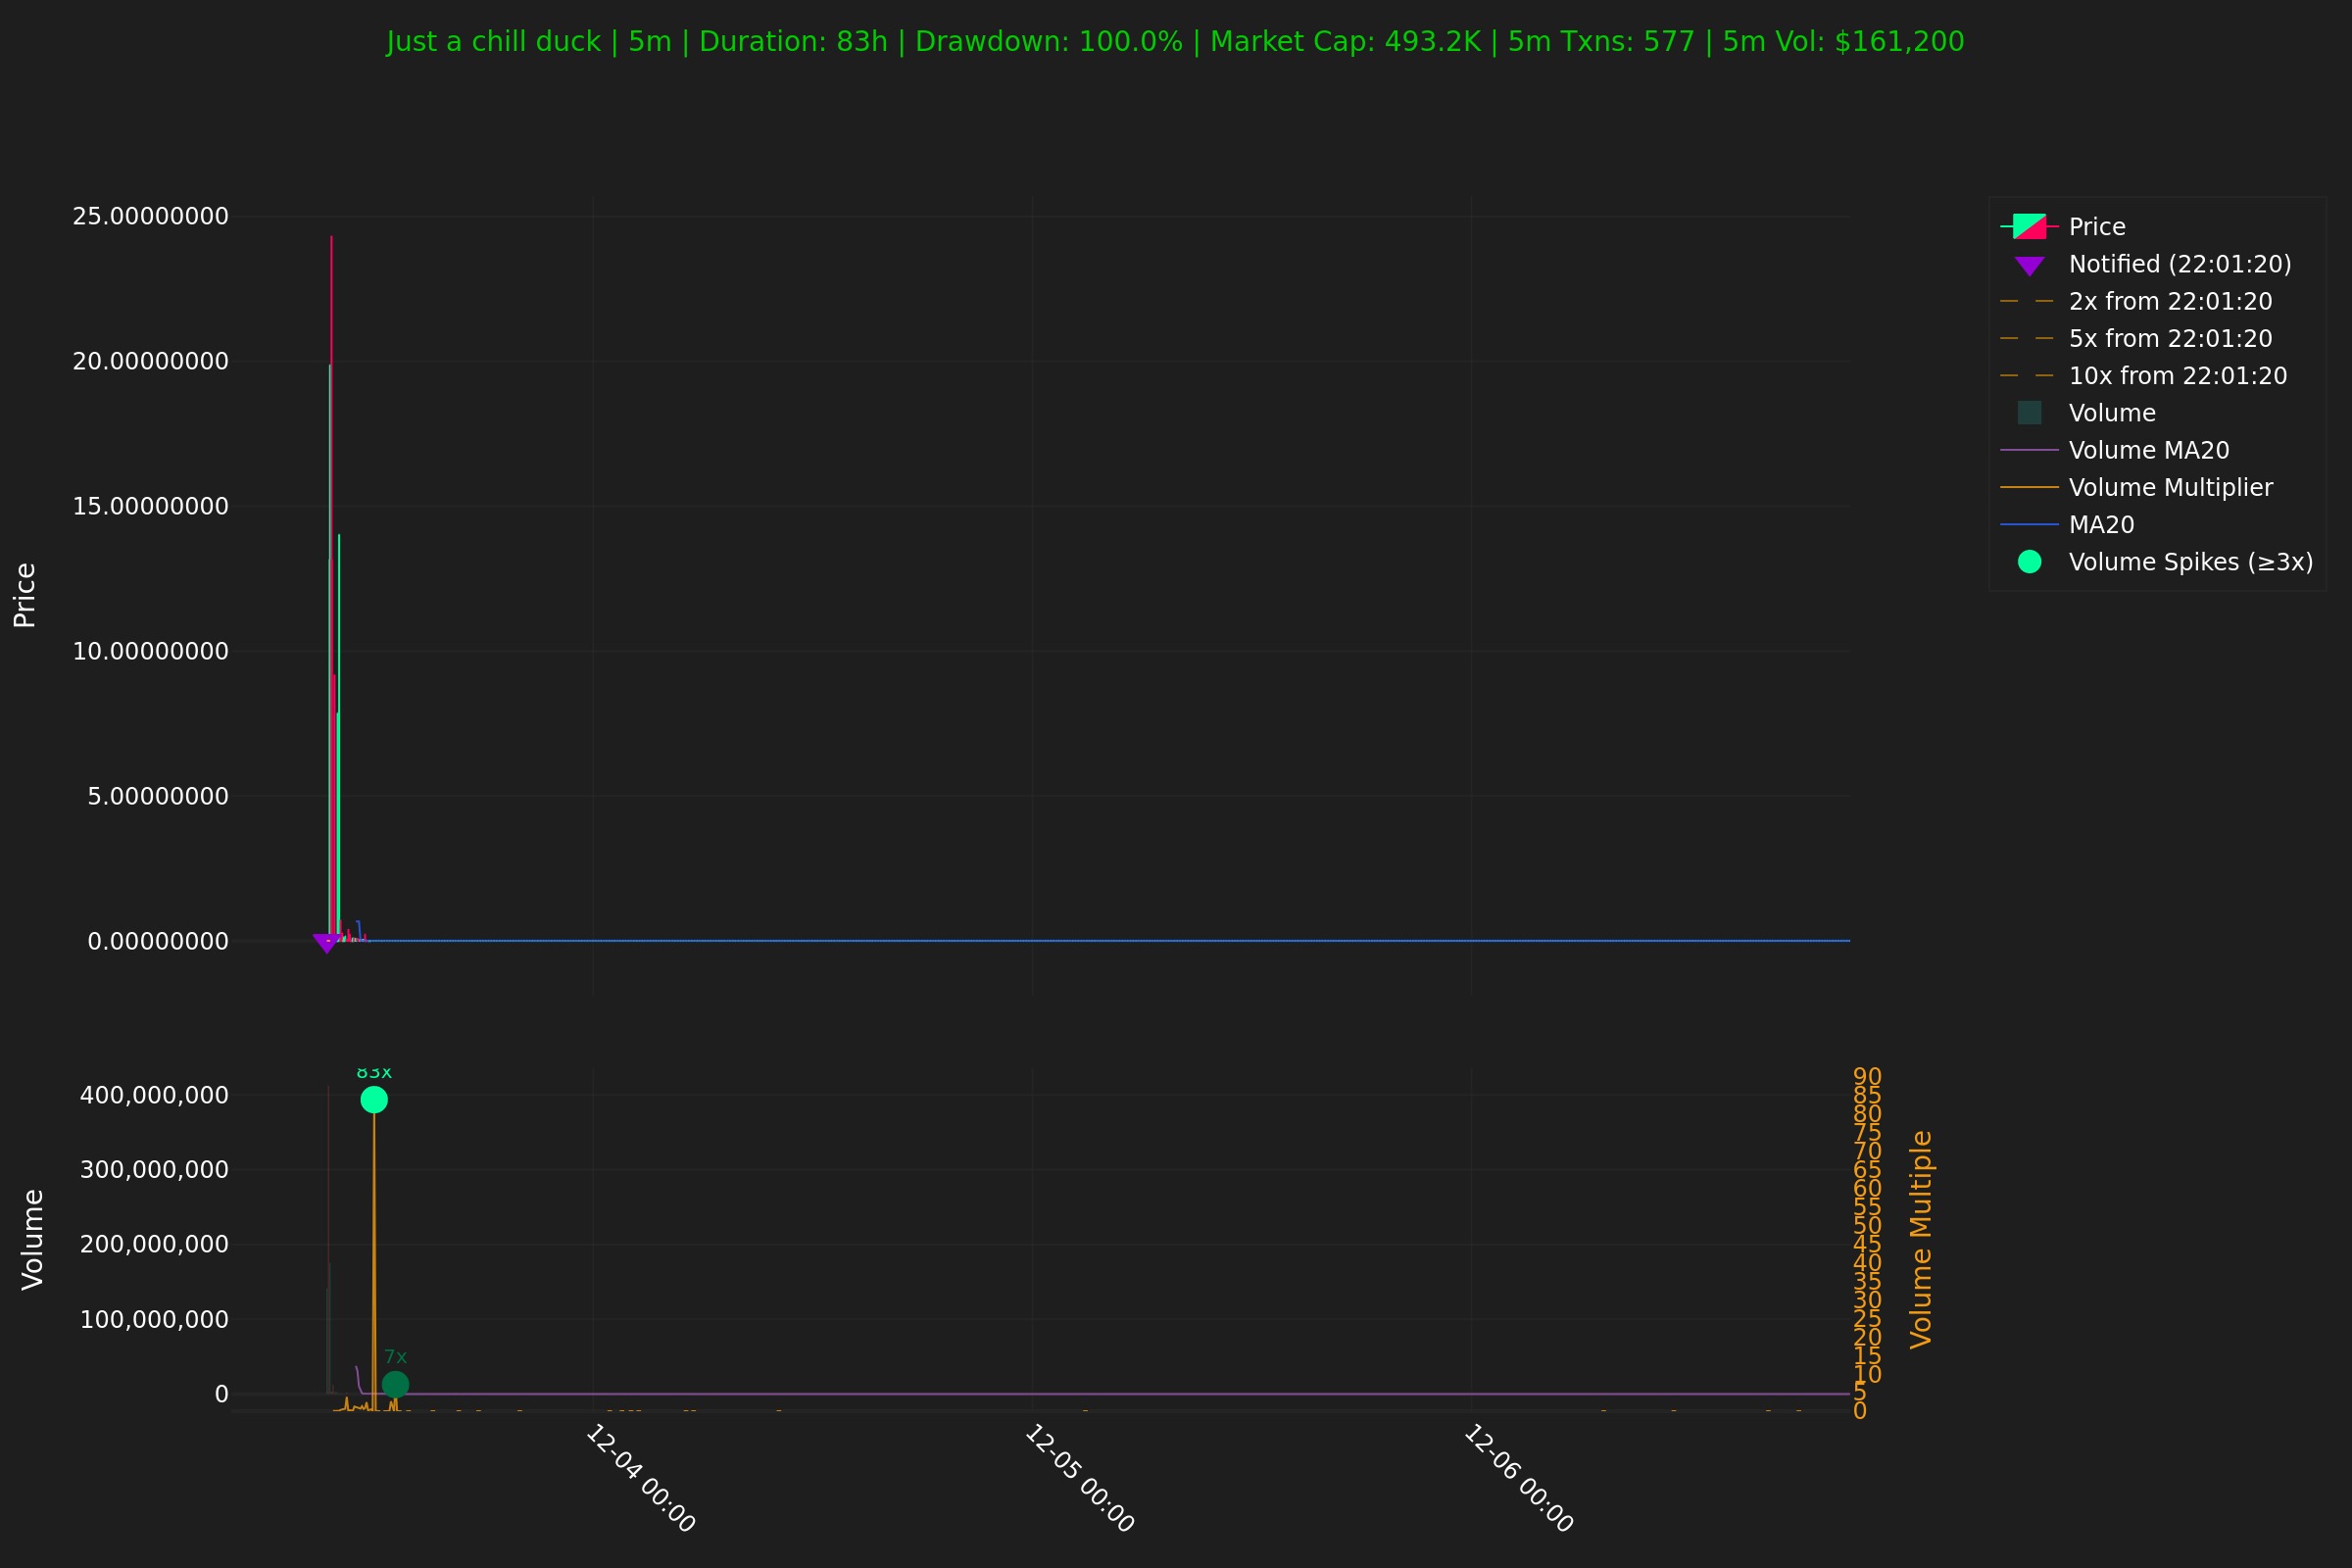 Just a chill duck | 5m | Duration: 83h | Drawdown: 100.0% | Market Cap: 493.2K | 5m Txns: 577 | 5m Vol: $161,200
Price
25.00000000
20.00000000
15.00000000
10.00000000
5.00000000
0.00000000
Price
Notified (22:01:20)
2x from 22:01:20
5x from 22:01:20
10x from 22:01:20
Volume
Volume MA20
Volume Multiplier
MA20
Volume Spikes (≥3x)
Volume
400,000,000
300,000,000
200,000,000
100,000,000
0
83x
7x
90
85
80
75
70
65
60
55
50
45
40
35
30
25
20
15
10
5
0
Volume Multiple
12-04 00:00
12-05 00:00
12-06 00:00